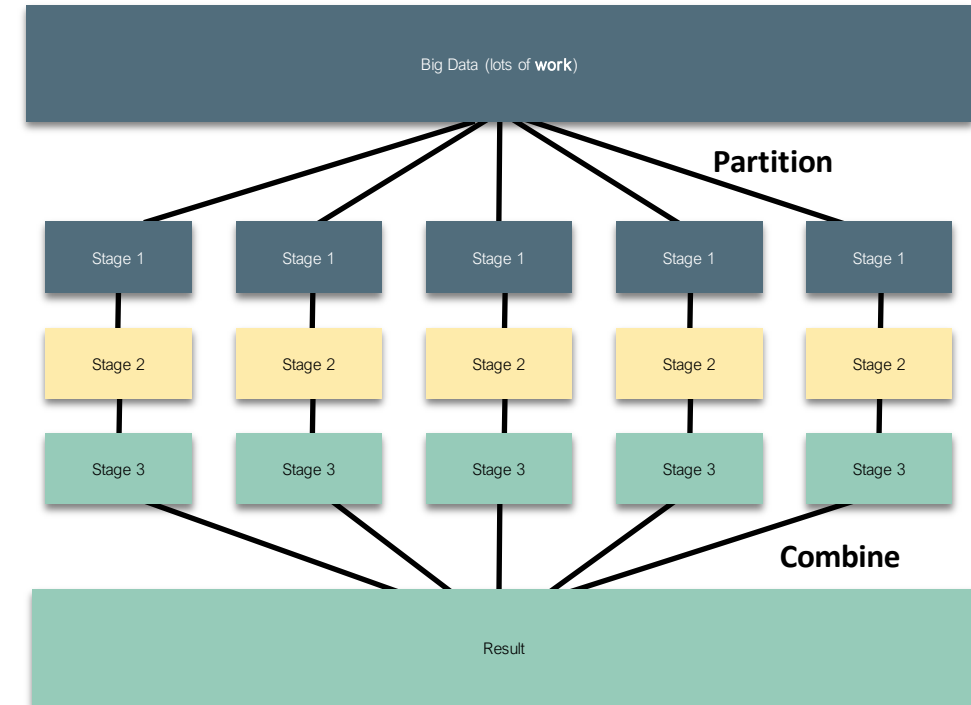 Big Data (lots of work)
Partition
Stage 1 Stage 1 Stage 1 Stage 1 Stage 1
Stage 2 Stage 2 Stage 2 Stage 2 Stage 2
Stage 3 Stage 3 Stage 3 Stage 3 Stage 3
Combine
Result